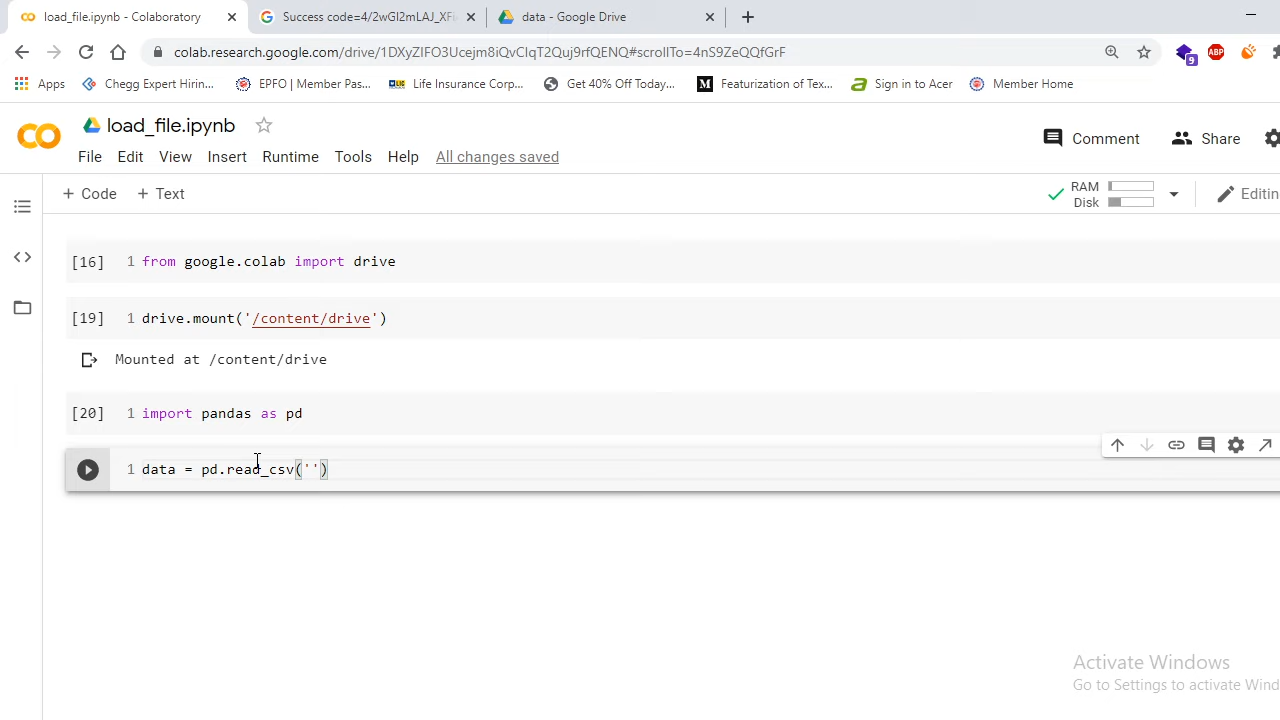 load_file.ipynb - Colaboratory
Success code=4/2wGl2mLAJ_XF
data - Google Drive
colab.research.google.com/drive/1DXyZIFO3Ucejm8iQvClqT2Quj9rfQENQ#scrollTo=4nS9ZeOQfGrF
9
ABP
Apps
Chegg Expert Hirin...
EPFO | Member Pas...
LIC
Life Insurance Corp...
Get 40% Off Today...
M
Featurization of Tex...
Sign in to Acer
Member Home
load_file.ipynb
Comment
Share
File Edit View Insert Runtime Tools Help All changes saved
+ Code + Text
RAM
Disk
Editin
[16] 1 from google.colab import drive
[19] 1 drive.mount('/content/drive')
Mounted at /content/drive
[20] 1 import pandas as pd
1 data = pd.read_csv('')
Activate Windows
Go to Settings to activate Wind